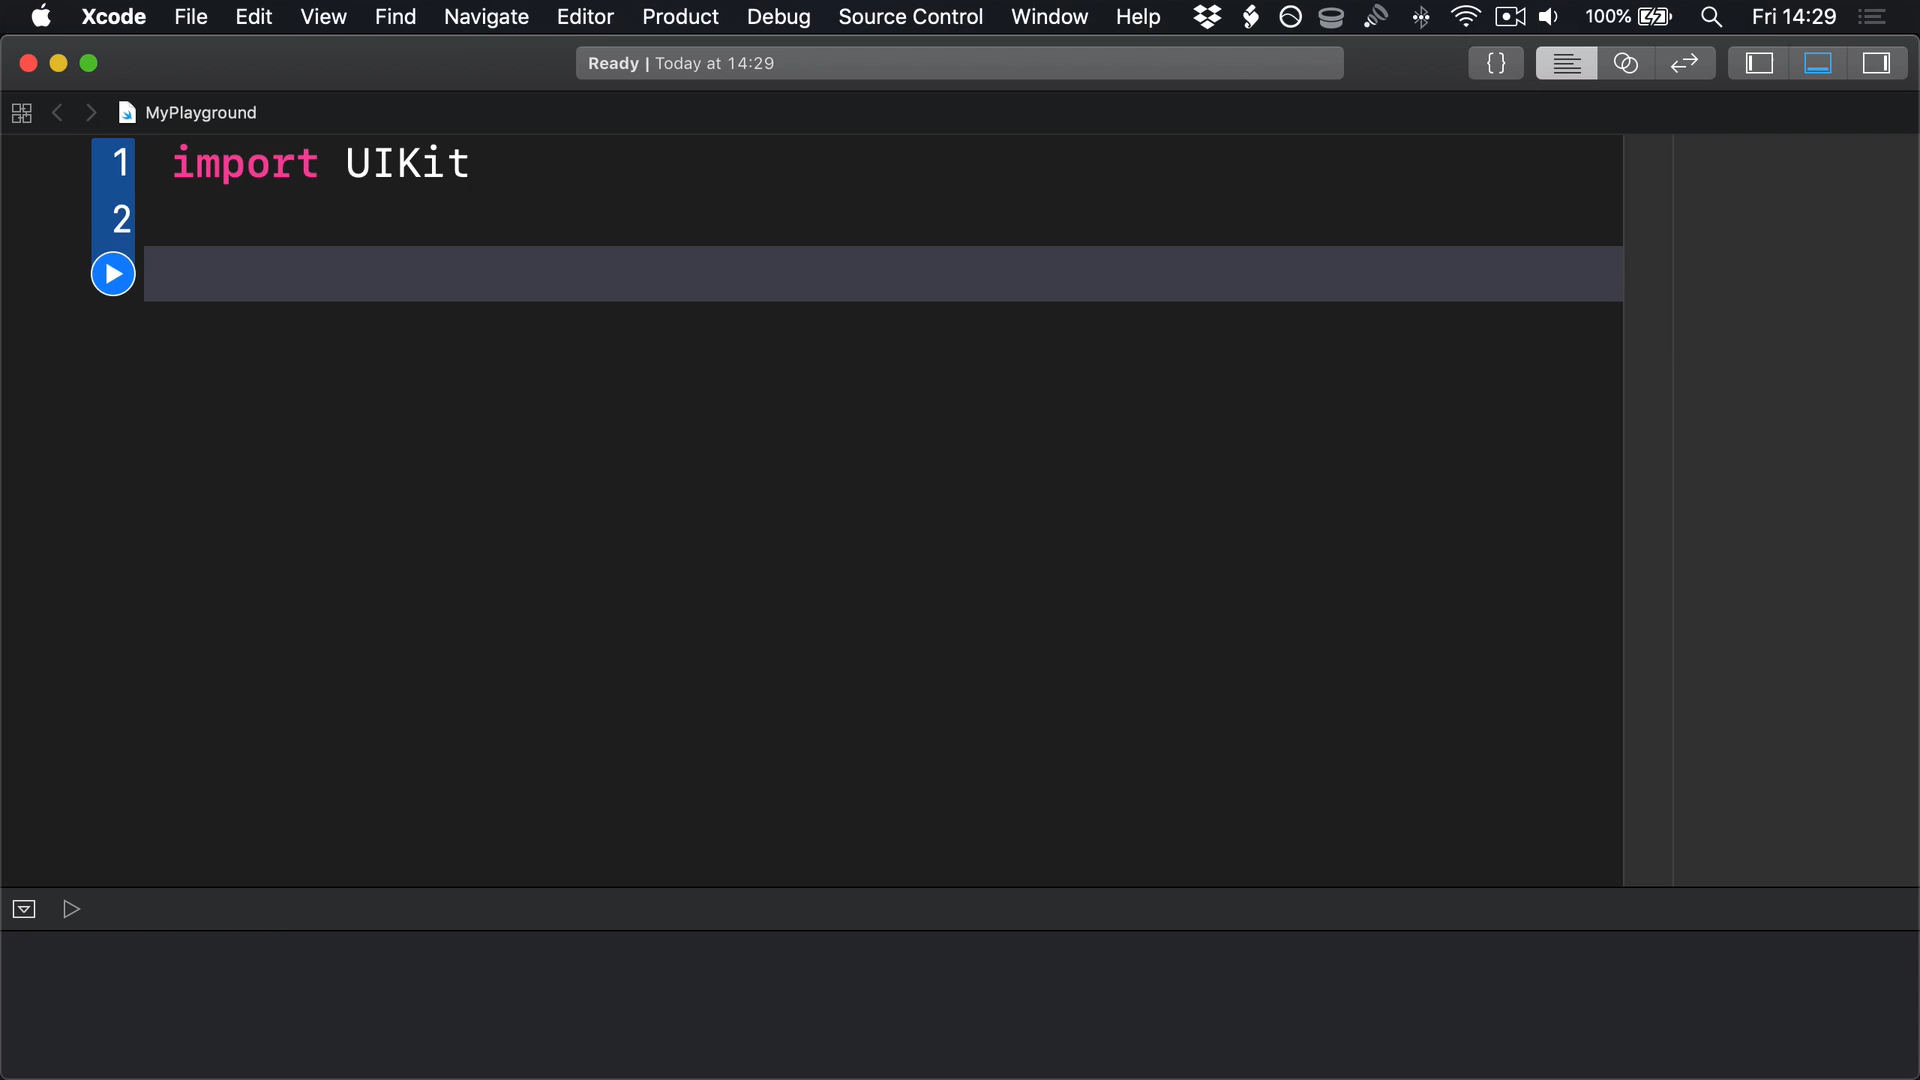 Xcode File Edit View Find Navigate Editor Product Debug Source Control Window Help 100% Fri 14:29
Ready | Today at 14:29
{}
MyPlayground
1 import UIKit
2